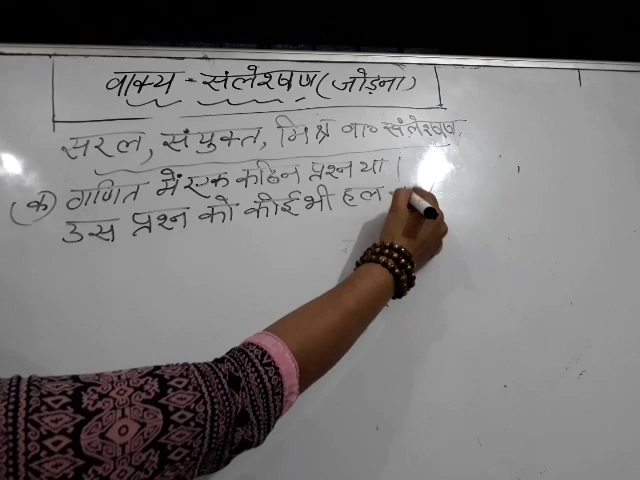 वाक्य - संलेश्षण (जोड़ना)
सरल, संयुक्त, मिश्र वा० संलेश्षण.
(क) गणित में एक कठिन प्रश्न था।
उस प्रश्न को कोई भी हल